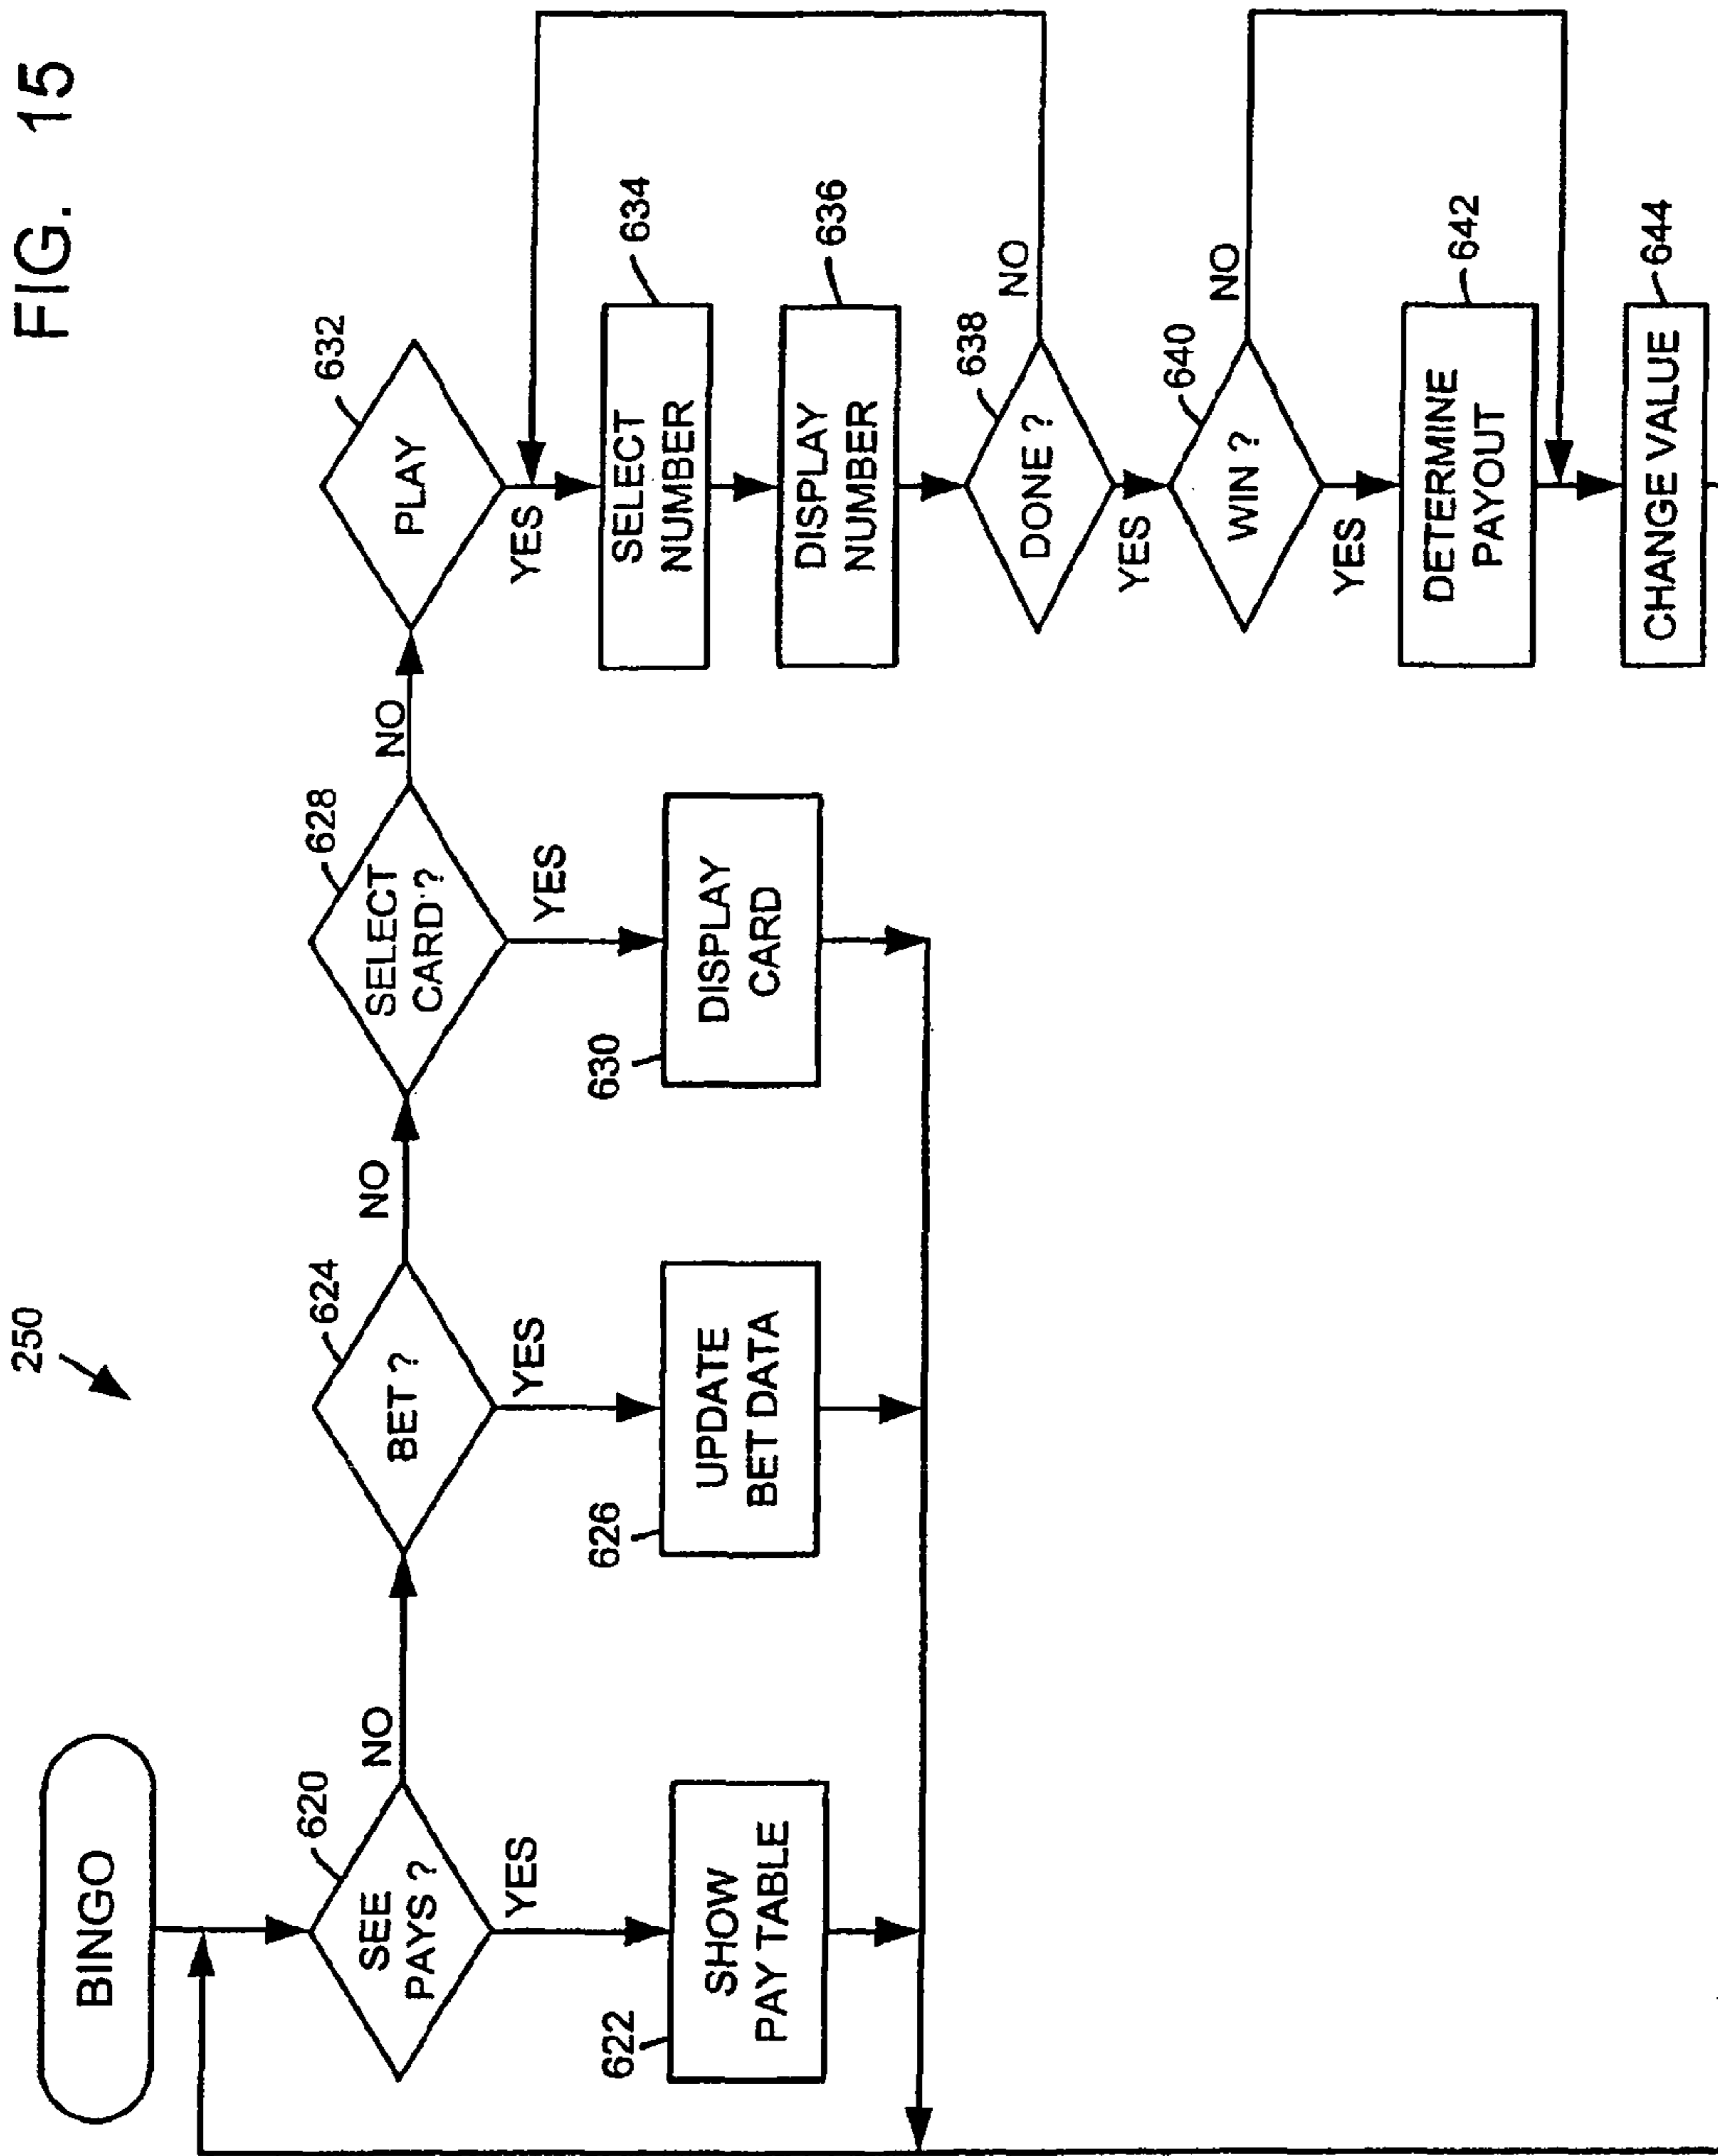 FIG. 15
250
BINGO
620
SEE
PAYS ?
NO
YES
622
SHOW
PAY TABLE
624
BET ?
NO
YES
626
UPDATE
BET DATA
628
SELECT
CARD ?
NO
YES
630
DISPLAY
CARD
632
PLAY
YES
634
SELECT
NUMBER
636
DISPLAY
NUMBER
638
DONE ?
NO
YES
640
WIN ?
NO
YES
642
DETERMINE
PAYOUT
644
CHANGE VALUE